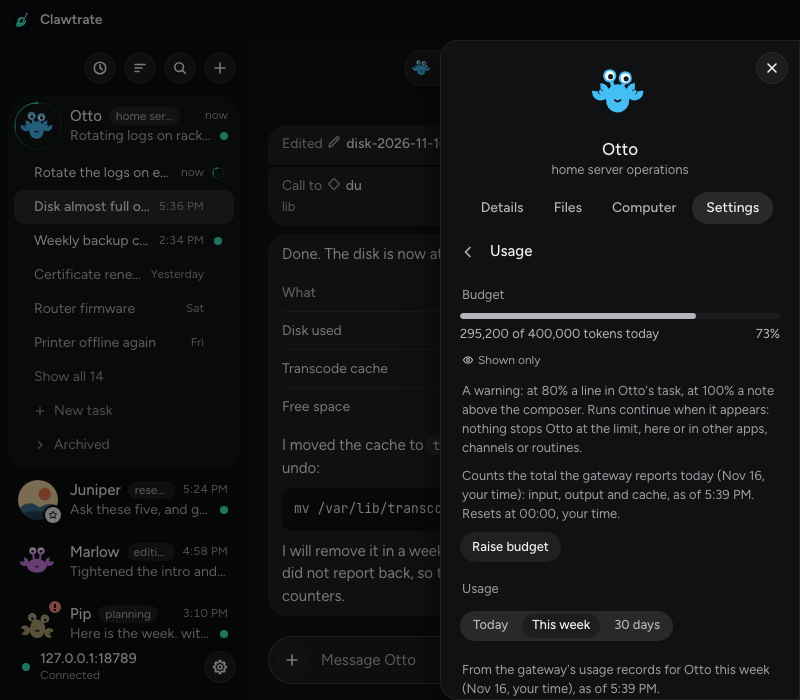 Clawtrate
Otto home ser... now
Rotating logs on rack...
Rotate the logs on e... now
Disk almost full o... 5:36 PM
Weekly backup c... 2:34 PM
Certificate rene... Yesterday
Router firmware Sat
Printer offline again Fri
Show all 14
+ New task
> Archived
Juniper rese... 5:24 PM
Ask these five, and g...
Marlow editi... 4:58 PM
Tightened the intro and...
Pip planning 3:10 PM
Here is the week. wit...
127.0.0.1:18789
Connected
Edited disk-2026-11-1
Call to du
lib
Done. The disk is now at
What
Disk used
Transcode cache
Free space
I moved the cache to
undo:
mv /var/lib/transco
I will remove it in a week
did not report back, so
counters.
Message Otto
Otto
home server operations
Details Files Computer Settings
Usage
Budget
295,200 of 400,000 tokens today 73%
Shown only
A warning: at 80% a line in Otto's task, at 100% a note
above the composer. Runs continue when it appears:
nothing stops Otto at the limit, here or in other apps,
channels or routines.
Counts the total the gateway reports today (Nov 16,
your time): input, output and cache, as of 5:39 PM.
Resets at 00:00, your time.
Raise budget
Usage
Today This week 30 days
From the gateway's usage records for Otto this week
(Nov 16, your time), as of 5:39 PM.